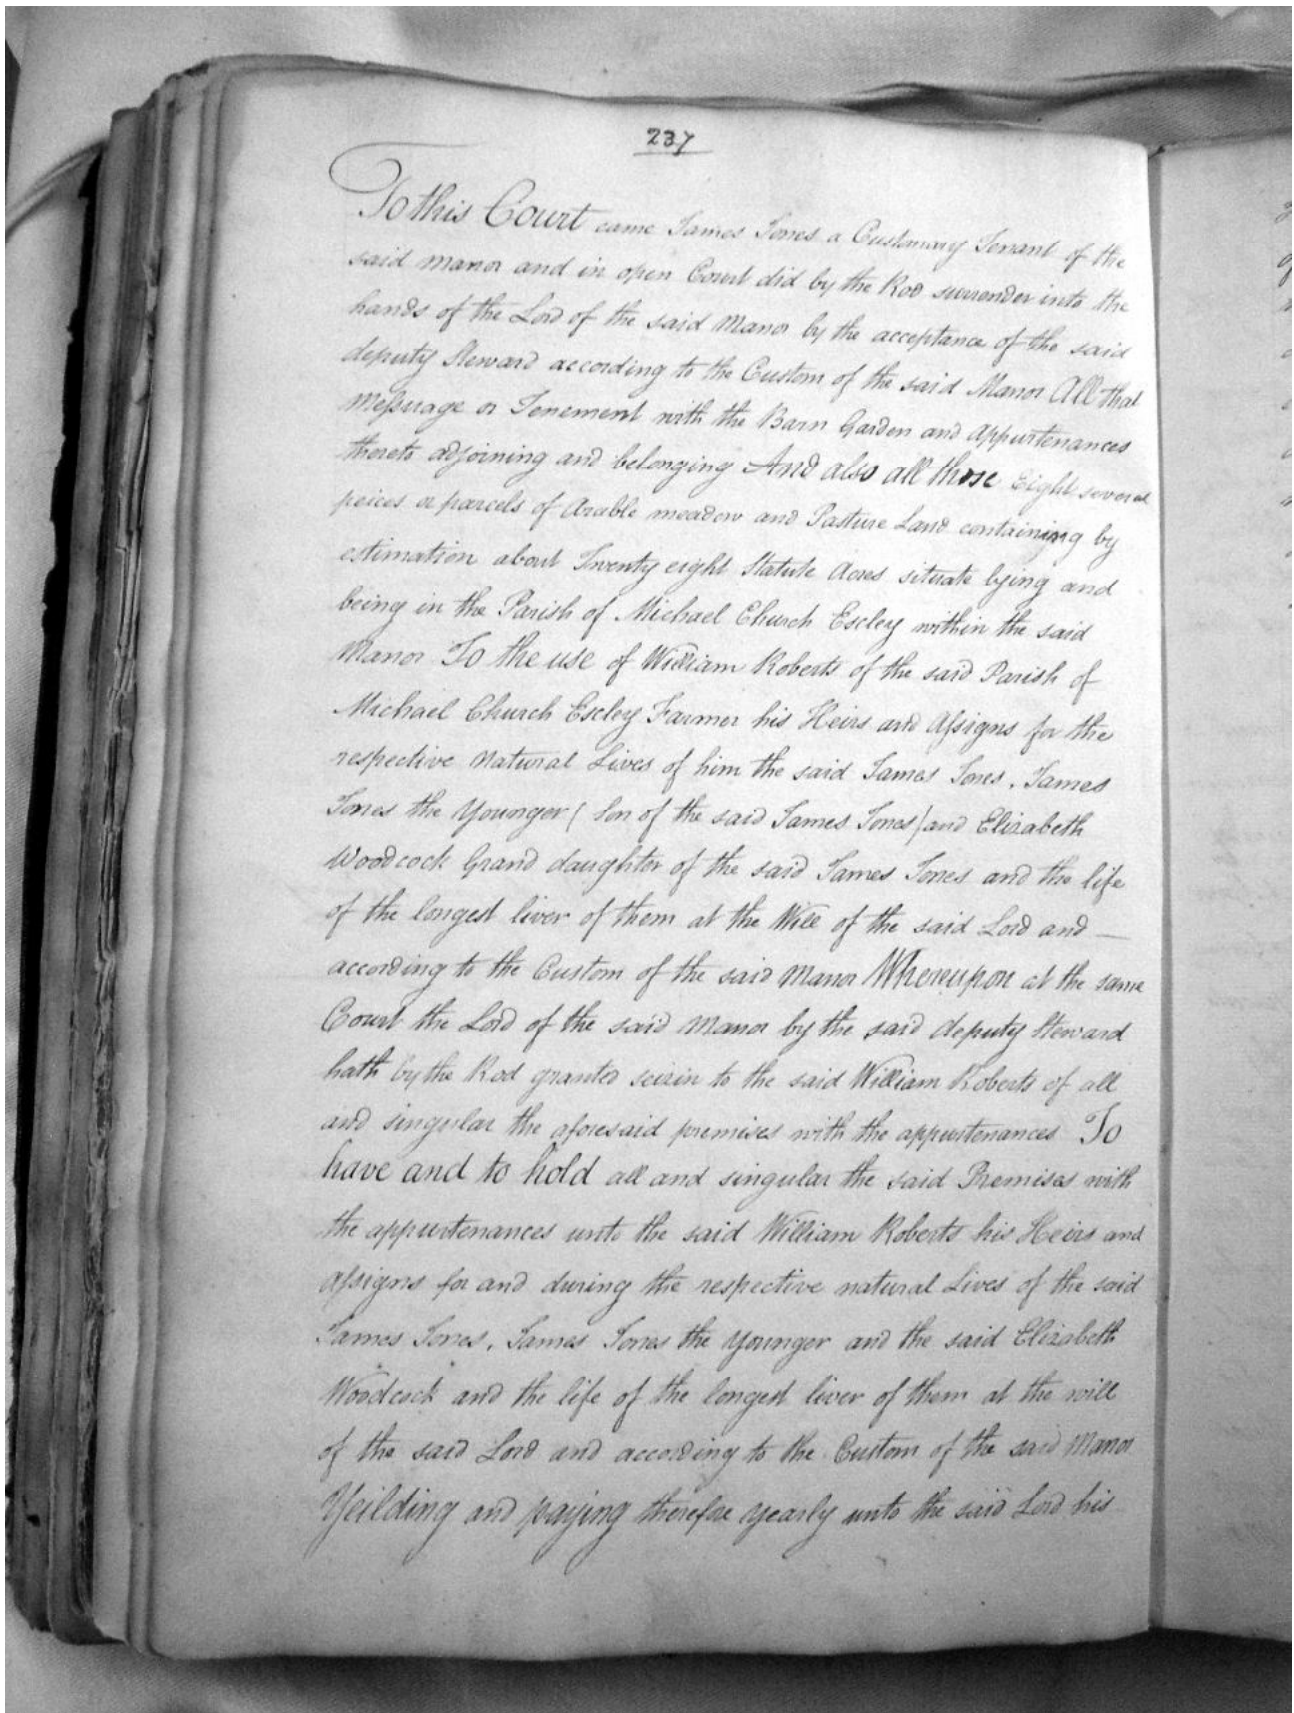 237
To this Court came James Jones a Customary Tenant of the
said manor and in open Court did by the Rod surrender into the
hands of the Lord of the said Manor by the acceptance of the said
deputy Steward according to the Custom of the said Manor All that
Messuage or Tenement with the Barn Garden and Appurtenances
thereto adjoining and belonging And also all those Eight several
peices or parcels of Arable meadow and Pasture Land containing by
estimation about Twenty eight Statute Acres situate lying and
being in the Parish of Michael Church Escley within the said
Manor To the use of William Roberts of the said Parish of
Michael Church Escley Farmer his Heirs and Assigns for the
respective Natural Lives of him the said James Jones, James
Jones the Younger ( Son of the said James Jones ) and Elizabeth
Woodcock Grand daughter of the said James Jones and the life
of the longest liver of them at the Will of the said Lord and —
according to the Custom of the said Manor Whereupon at the same
Court the Lord of the said Manor by the said deputy Steward
hath by the Rod granted seizin to the said William Roberts of all
and singular the aforesaid premises with the appurtenances To
have and to hold all and singular the said Premises with
the appurtenances unto the said William Roberts his Heirs and
assigns for and during the respective natural Lives of the said
James Jones, James Jones the Younger and the said Elizabeth
Woodcock and the life of the longest liver of them at the will
of the said Lord and according to the Custom of the said Manor
Yeilding and paying therefore yearly unto the said Lord his